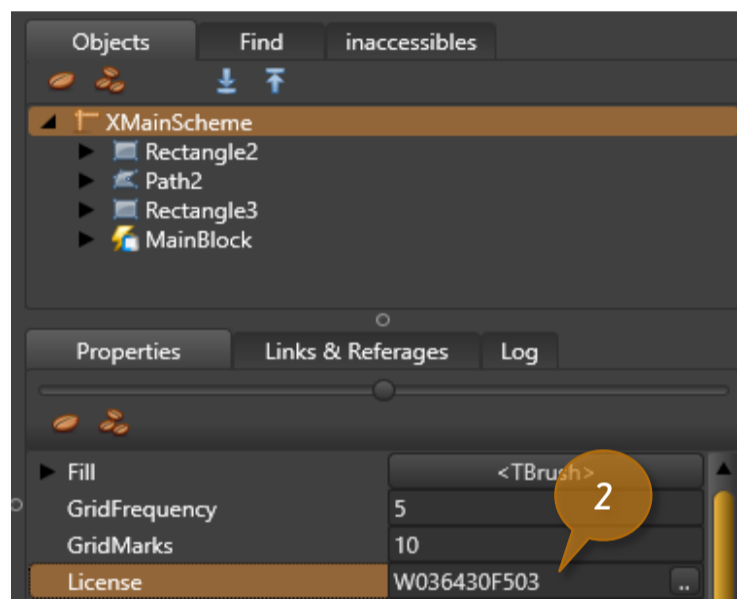 Objects Find inaccessibles
XMainScheme
Rectangle2
Path2
Rectangle3
MainBlock
Properties Links & Referages Log
Fill <TBrush>
GridFrequency 5
2
GridMarks 10
License W036430F503 ..